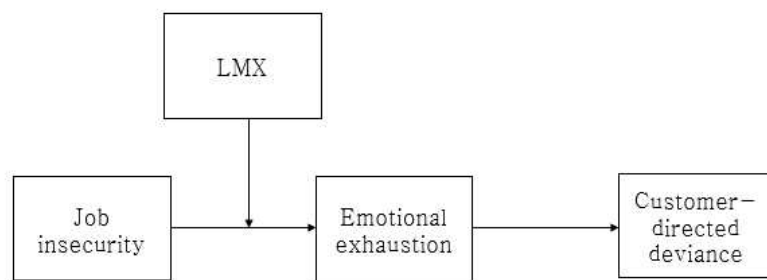 LMX
Job
insecurity
Emotional
exhaustion
Customer-
directed
deviance